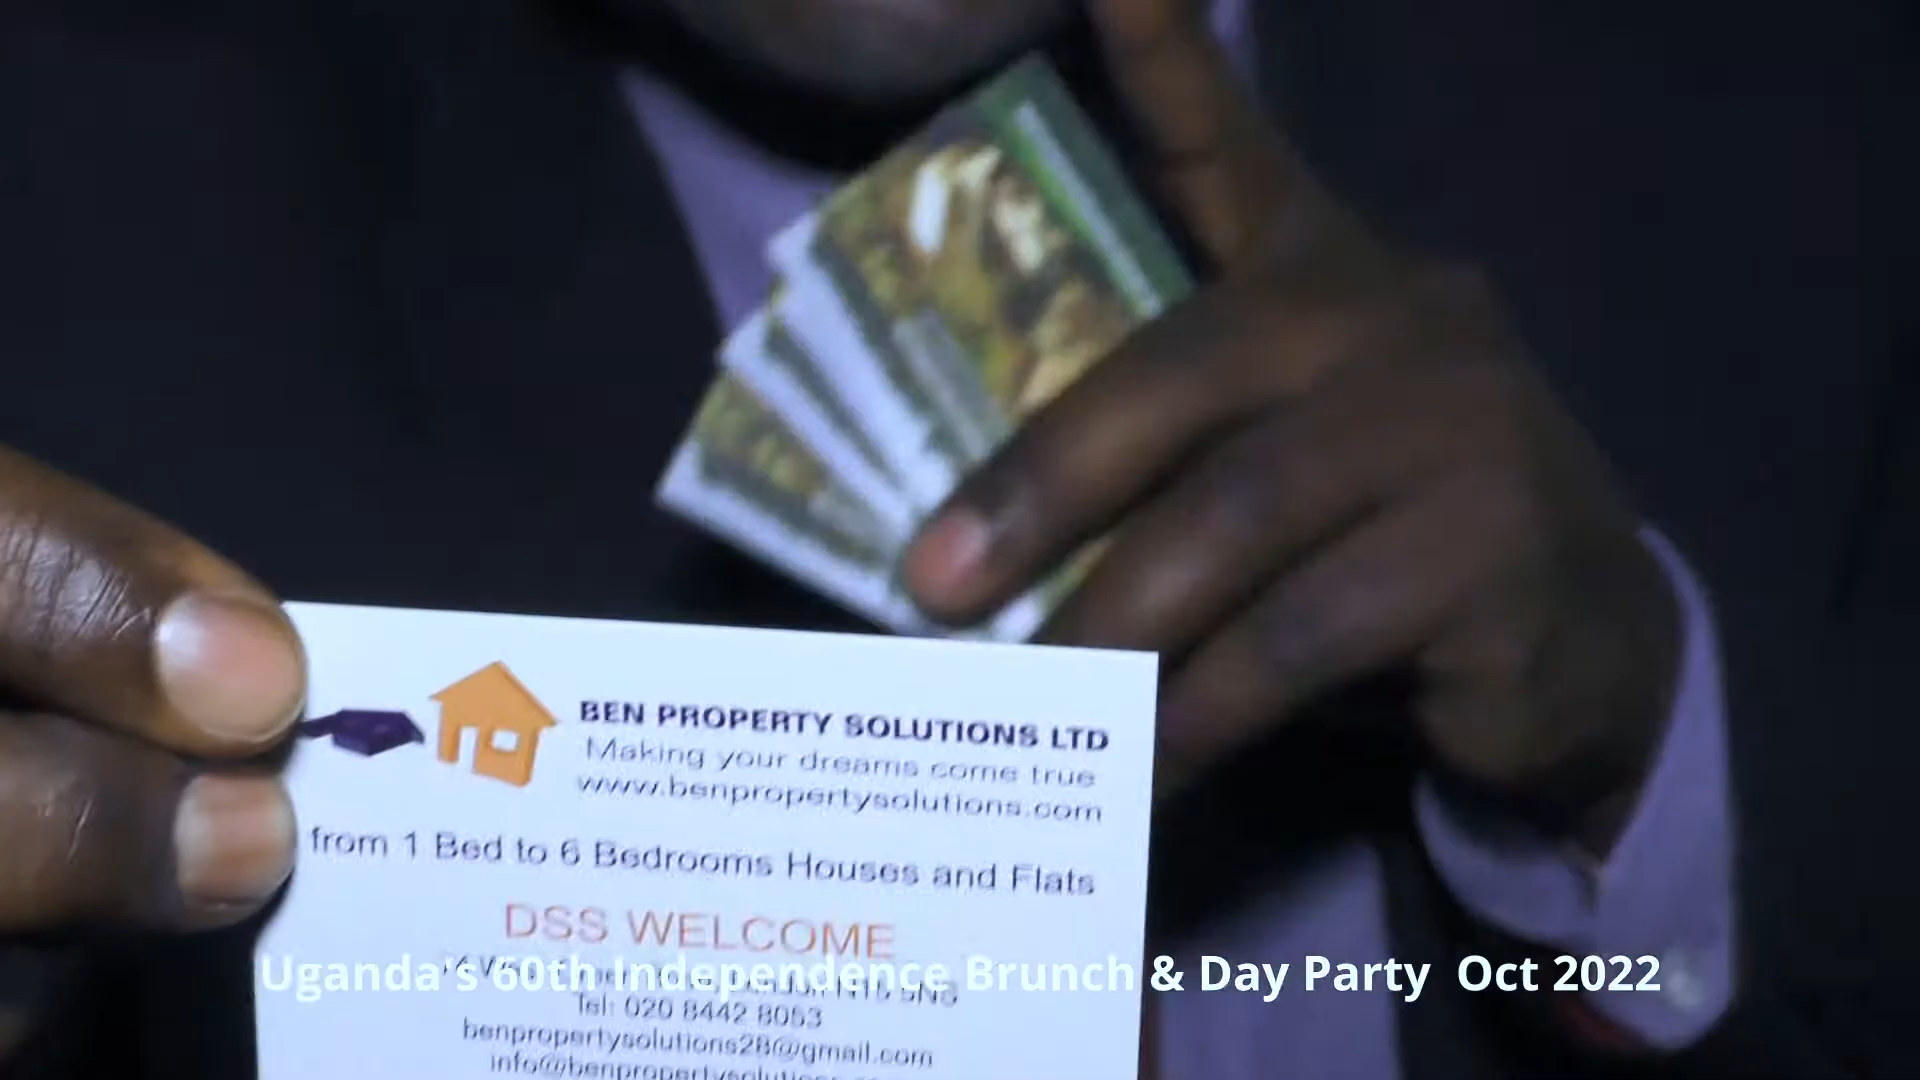 BEN PROPERTY SOLUTIONS LTD
Making your dreams come true
www.benpropertysolutions.com
from 1 Bed to 6 Bedrooms Houses and Flats
DSS WELCOME
Uganda's 60th Independence Brunch & Day Party Oct 2022
Tel: 020 8442 8053
benpropertysolutions28@gmail.com